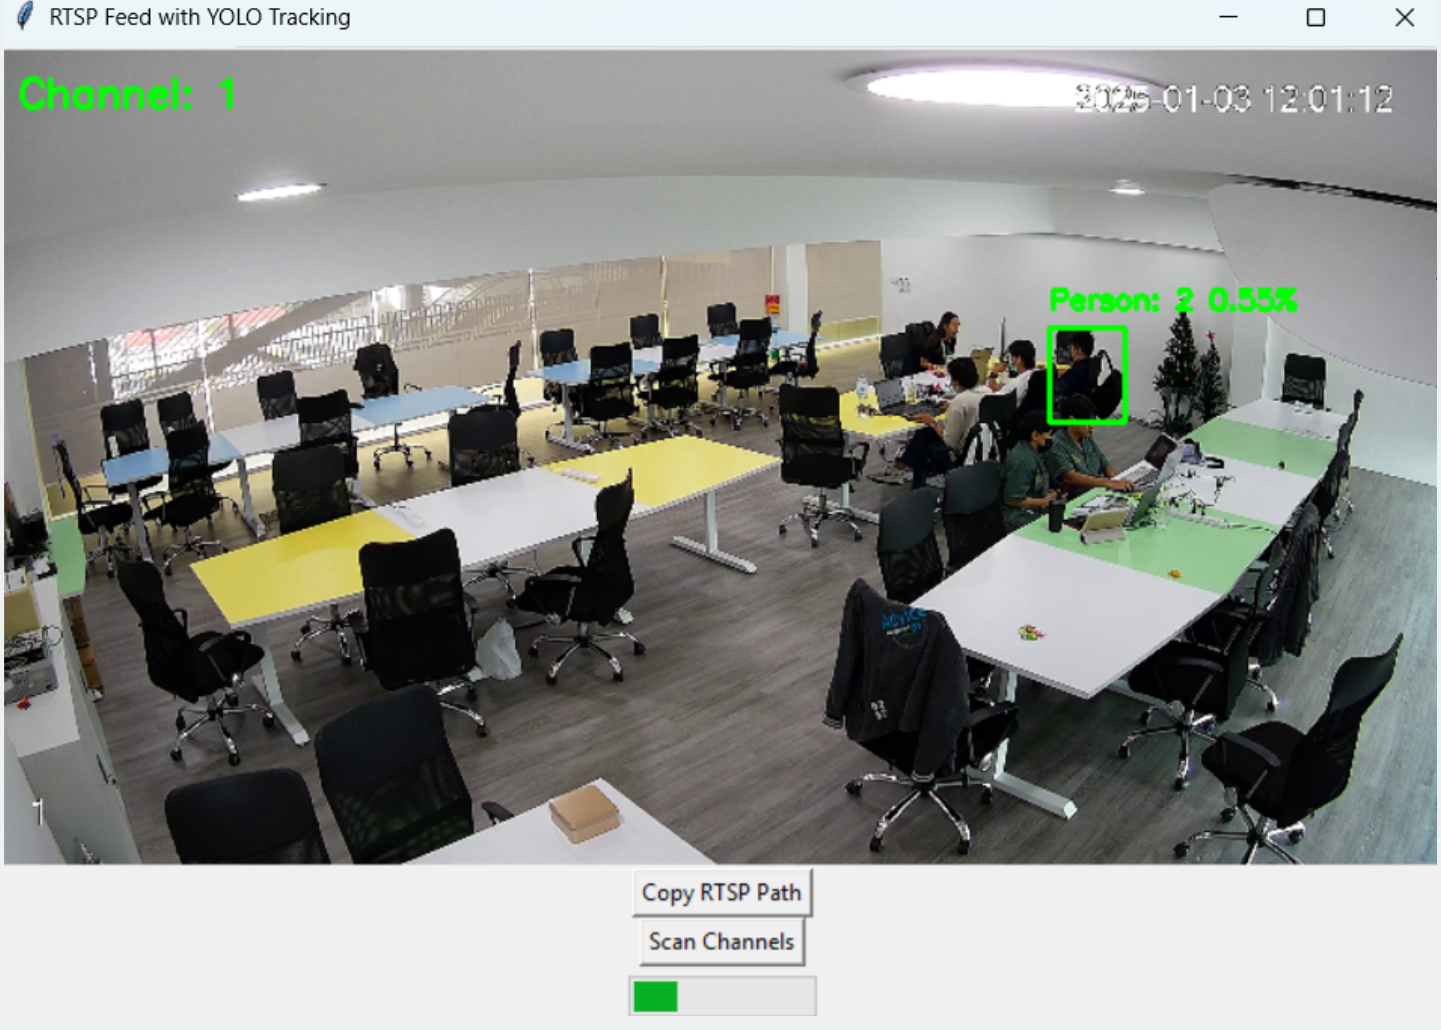 RTSP Feed with YOLO Tracking
Channel: 1
2025-01-03 12:01:12
Person: 2 0.55%
1
Copy RTSP Path
Scan Channels